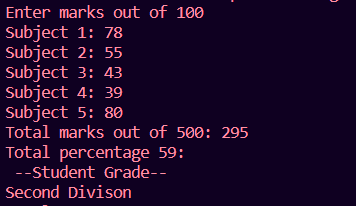 Enter marks out of 100
Subject 1: 78
Subject 2: 55
Subject 3: 43
Subject 4: 39
Subject 5: 80
Total marks out of 500: 295
Total percentage 59:
 --Student Grade--
Second Divison